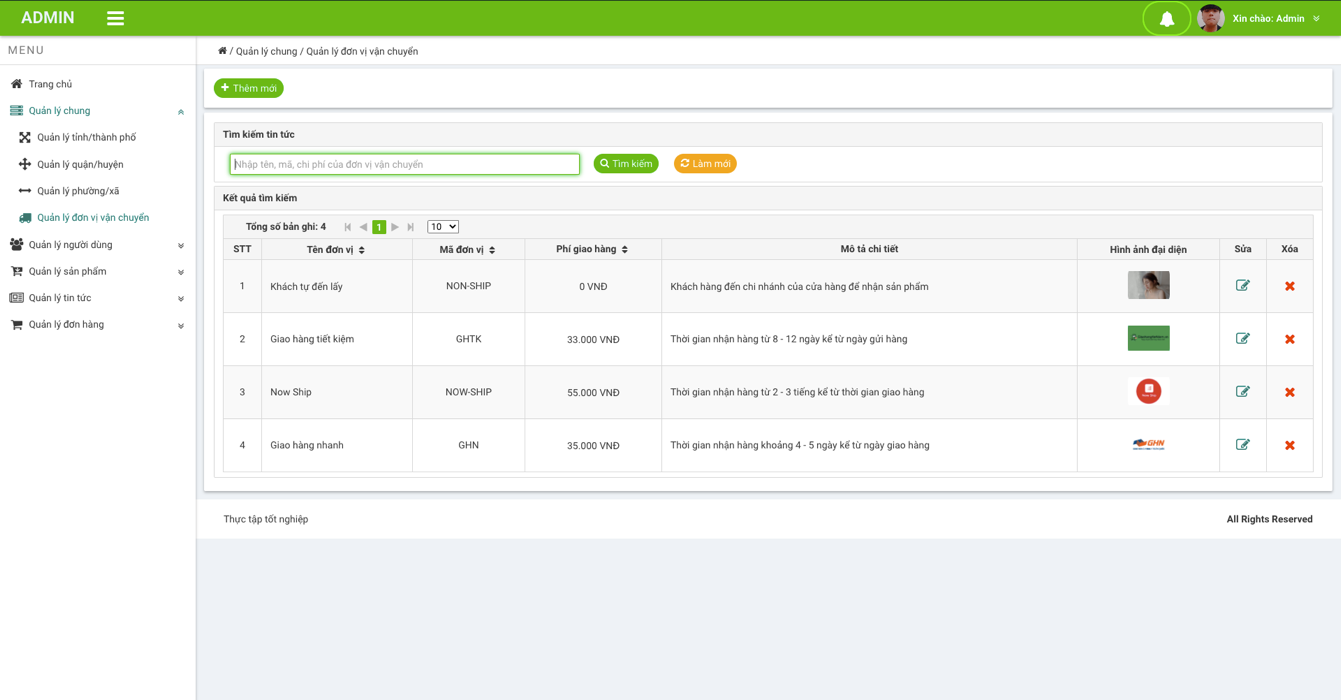 ADMIN
Xin chào: Admin
MENU
/ Quản lý chung / Quản lý đơn vị vận chuyển
Trang chủ
Quản lý chung
Quản lý tỉnh/thành phố
Quản lý quận/huyện
Quản lý phường/xã
Quản lý đơn vị vận chuyển
Quản lý người dùng
Quản lý sản phẩm
Quản lý tin tức
Quản lý đơn hàng
Thêm mới
Tìm kiếm tin tức
Nhập tên, mã, chi phí của đơn vị vận chuyển
Tìm kiếm
Làm mới
Kết quả tìm kiếm
Tổng số bản ghi: 4 1 10
STT Tên đơn vị Mã đơn vị Phí giao hàng Mô tả chi tiết Hình ảnh đại diện Sửa Xóa
1 Khách tự đến lấy NON-SHIP 0 VNĐ Khách hàng đến chi nhánh của cửa hàng để nhận sản phẩm
2 Giao hàng tiết kiệm GHTK 33.000 VNĐ Thời gian nhận hàng từ 8 - 12 ngày kể từ ngày gửi hàng
3 Now Ship NOW-SHIP 55.000 VNĐ Thời gian nhận hàng từ 2 - 3 tiếng kể từ thời gian giao hàng
4 Giao hàng nhanh GHN 35.000 VNĐ Thời gian nhận hàng khoảng 4 - 5 ngày kể từ ngày giao hàng GHN
Thực tập tốt nghiệp
All Rights Reserved